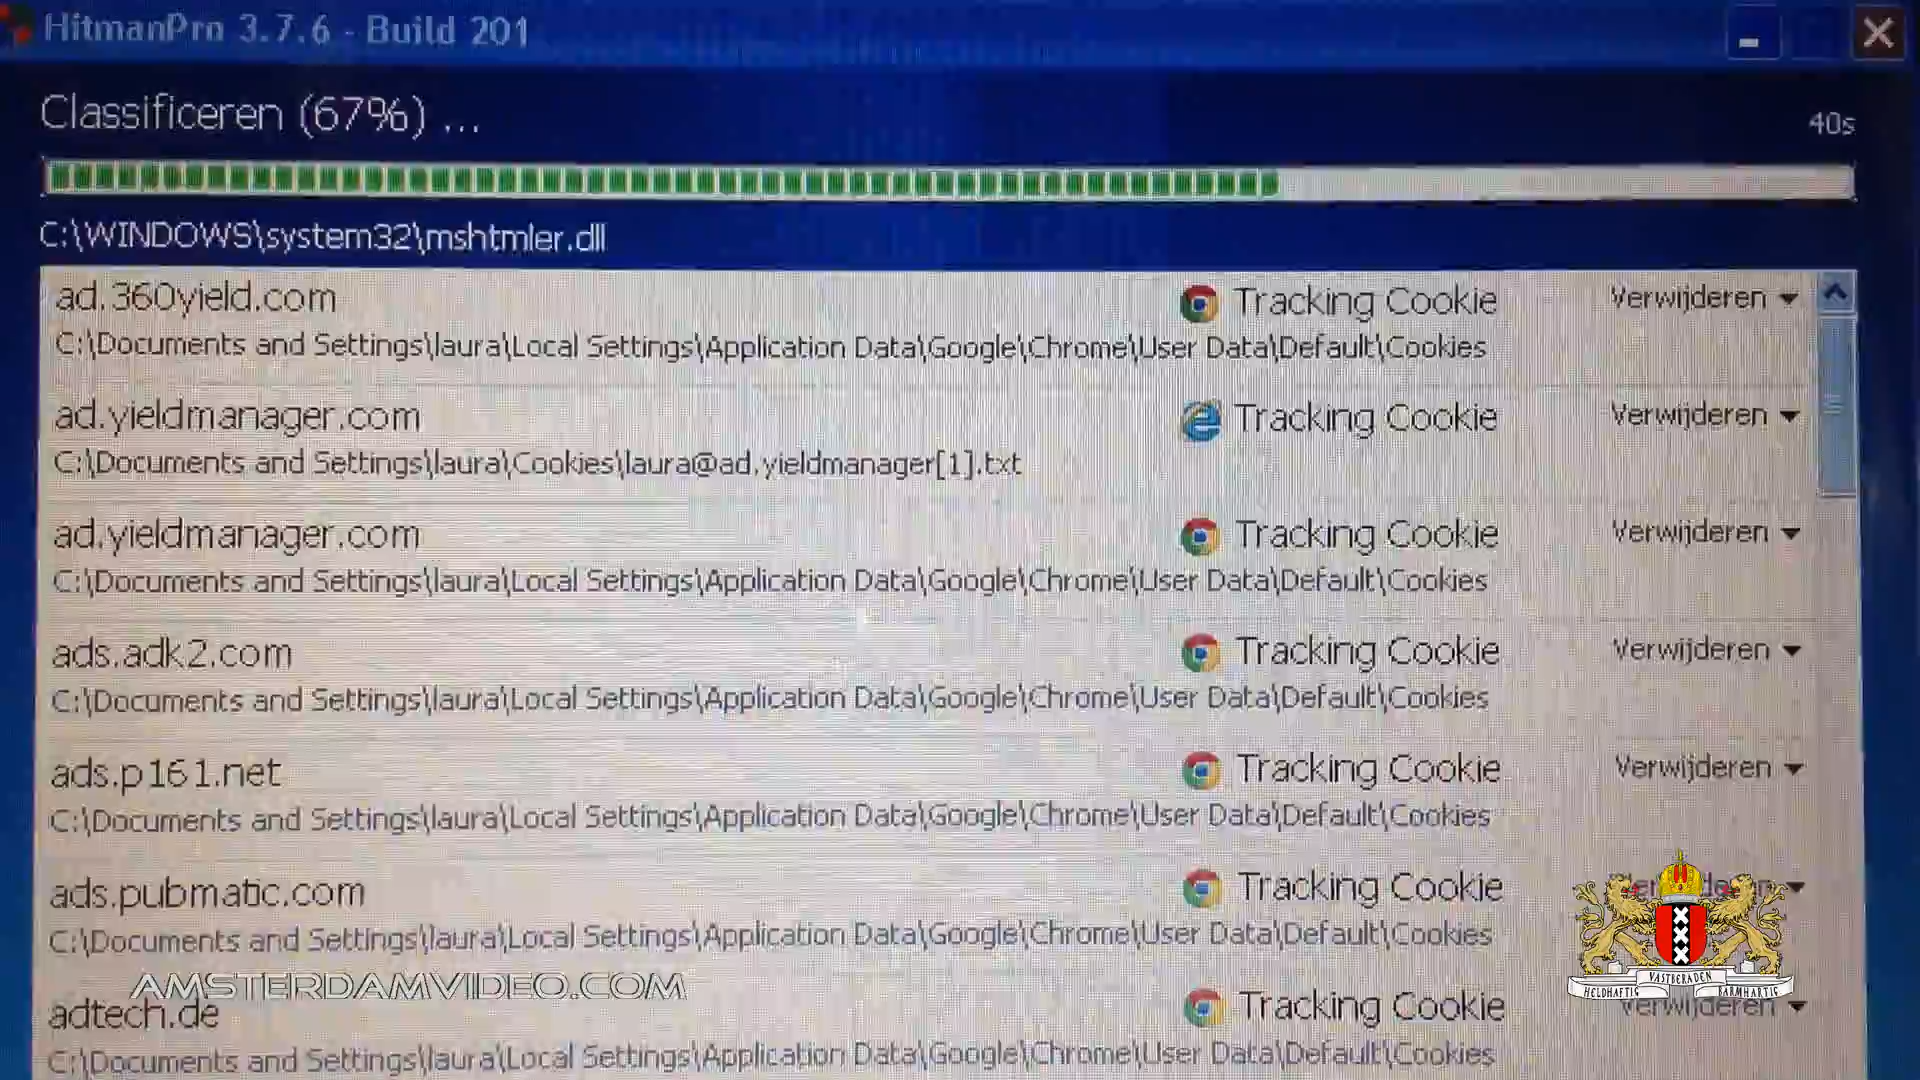 HitmanPro 3.7.6 - Build 201
Classificeren (67%) ...
40s
C:\WINDOWS\system32\mshtmler.dll
ad.360yield.com
Tracking Cookie
Verwijderen
C:\Documents and Settings\laura\Local Settings\Application Data\Google\Chrome\User Data\Default\Cookies
ad.yieldmanager.com
Tracking Cookie
Verwijderen
C:\Documents and Settings\laura\Cookies\laura@ad.yieldmanager[1].txt
ad.yieldmanager.com
Tracking Cookie
Verwijderen
C:\Documents and Settings\laura\Local Settings\Application Data\Google\Chrome\User Data\Default\Cookies
ads.adk2.com
Tracking Cookie
Verwijderen
C:\Documents and Settings\laura\Local Settings\Application Data\Google\Chrome\User Data\Default\Cookies
ads.p161.net
Tracking Cookie
Verwijderen
C:\Documents and Settings\laura\Local Settings\Application Data\Google\Chrome\User Data\Default\Cookies
ads.pubmatic.com
Tracking Cookie
Verwijderen
C:\Documents and Settings\laura\Local Settings\Application Data\Google\Chrome\User Data\Default\Cookies
AMSTERDAMVIDEO.COM
HELDHAFTIG VASTBERADEN BARMHARTIG
adtech.de
Tracking Cookie
Verwijderen
C:\Documents and Settings\laura\Local Settings\Application Data\Google\Chrome\User Data\Default\Cookies